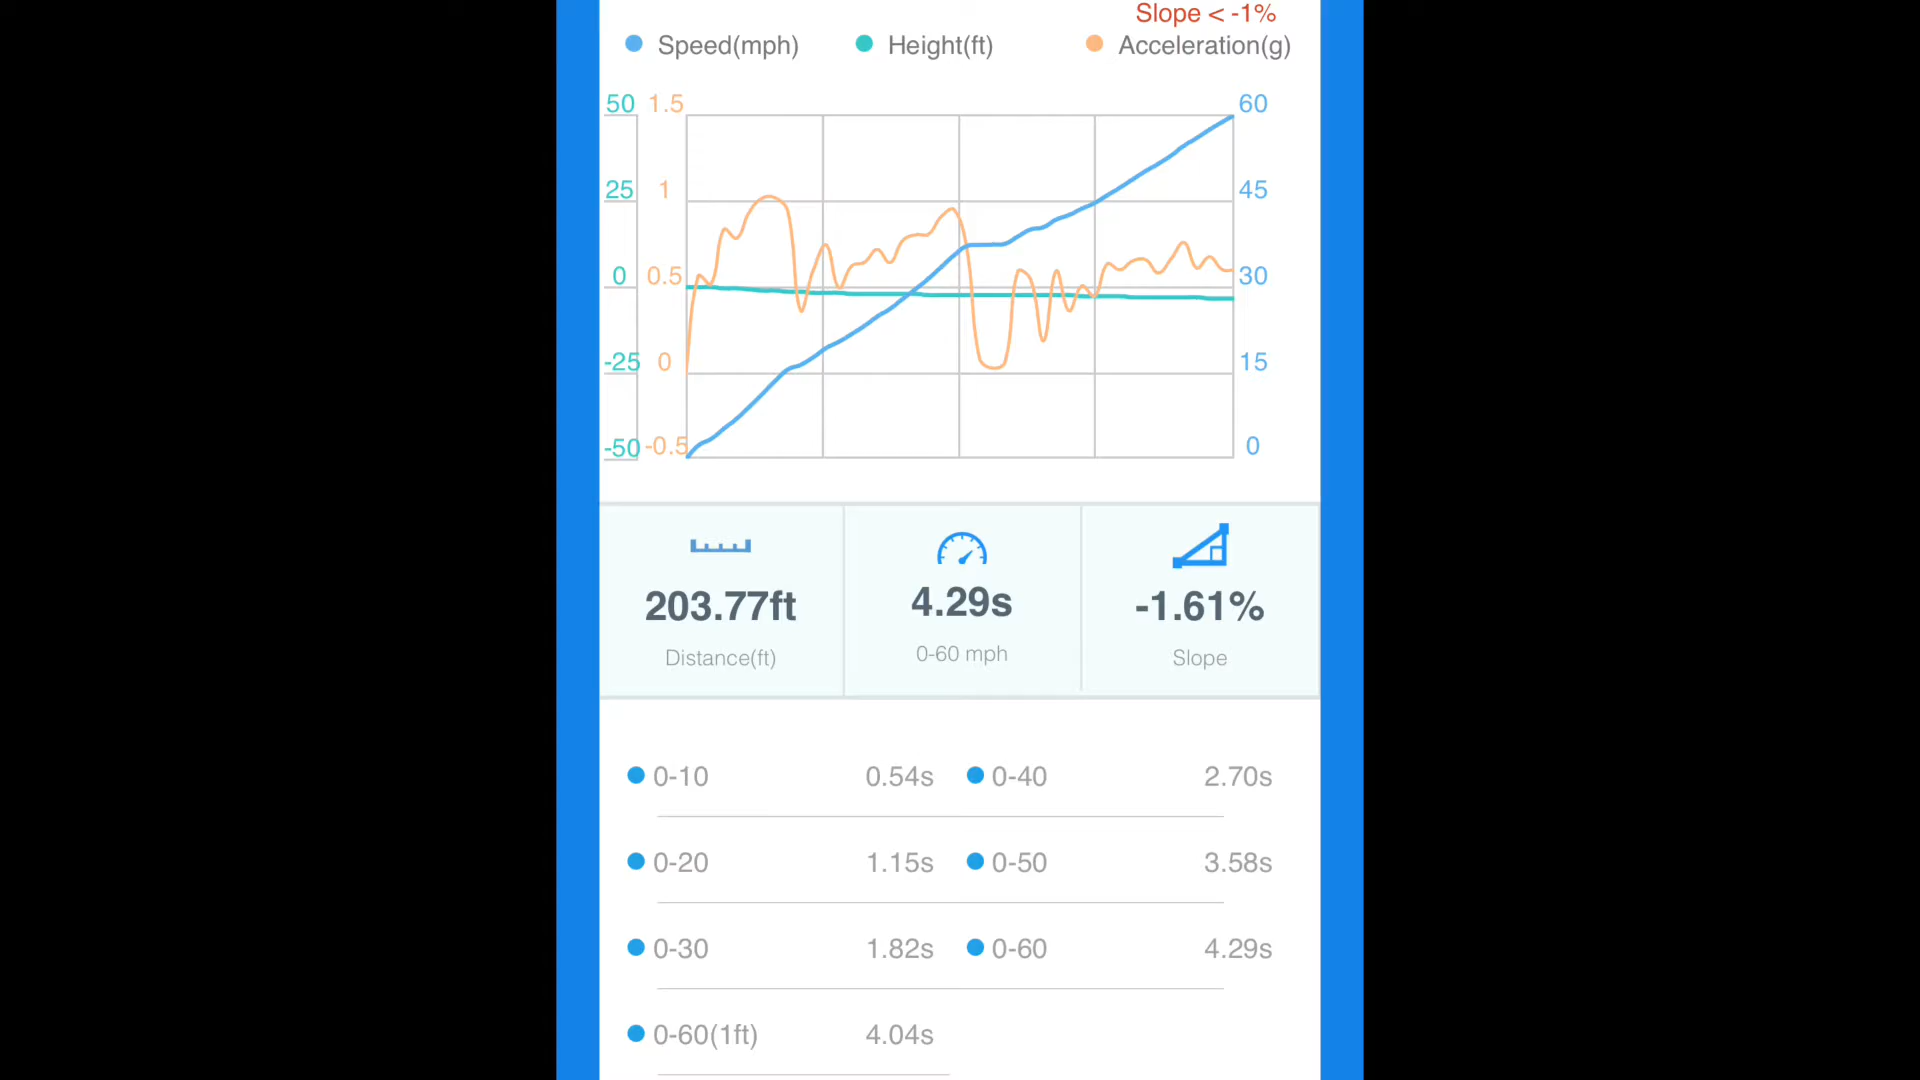 Slope < -1%
Speed(mph) Height(ft) Acceleration(g)
50 1.5 60
25 1 45
0 0.5 30
-25 0 15
-50 -0.5 0
203.77ft 4.29s -1.61%
Distance(ft) 0-60 mph Slope
0-10 0.54s 0-40 2.70s
0-20 1.15s 0-50 3.58s
0-30 1.82s 0-60 4.29s
0-60(1ft) 4.04s